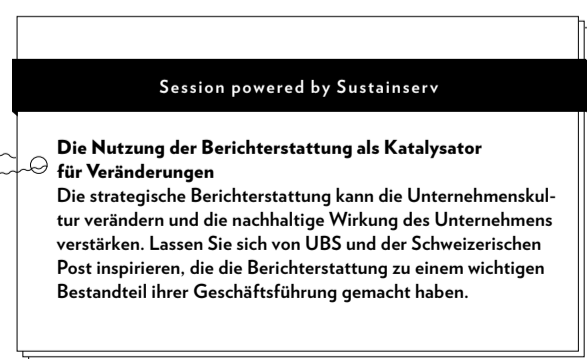 Session powered by Sustainserv
Die Nutzung der Berichterstattung als Katalysator
für Veränderungen
Die strategische Berichterstattung kann die Unternehmenskul-
tur verändern und die nachhaltige Wirkung des Unternehmens
verstärken. Lassen Sie sich von UBS und der Schweizerischen
Post inspirieren, die die Berichterstattung zu einem wichtigen
Bestandteil ihrer Geschäftsführung gemacht haben.